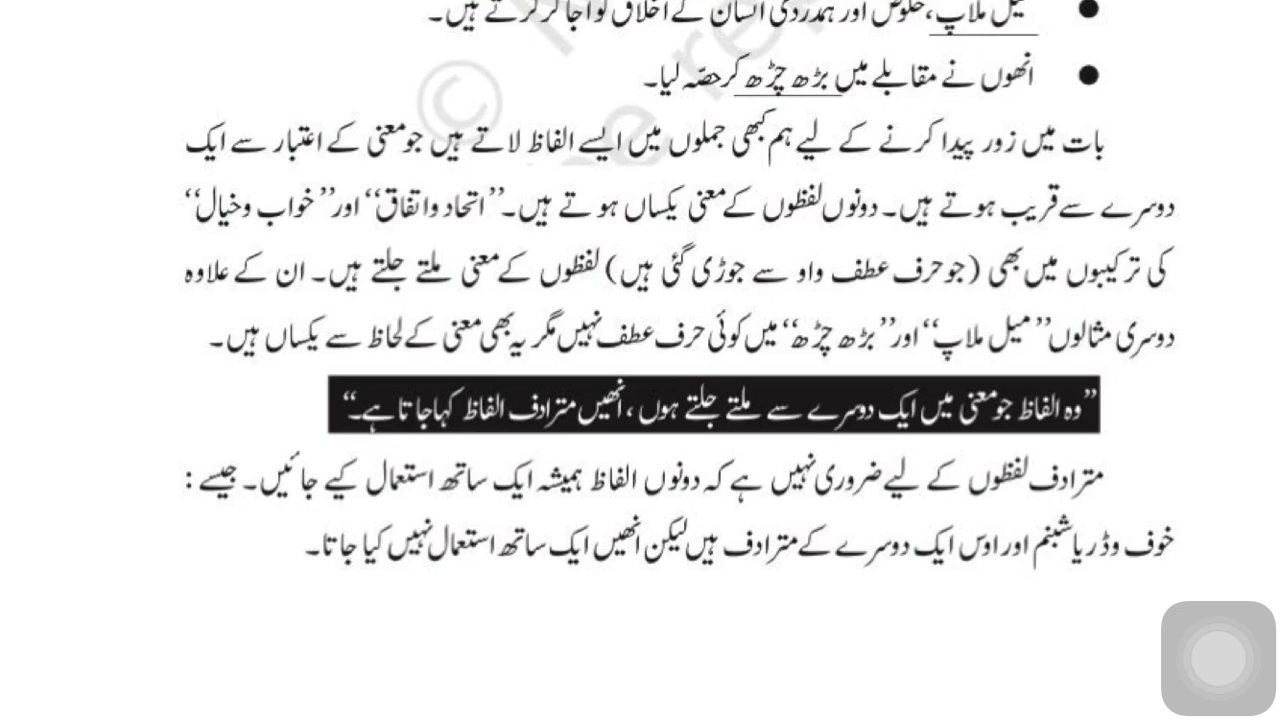 ● میل ملاپ، خلوص اور ہمدردی انسان کے اخلاق کو اجاگر کرتے ہیں۔
● انھوں نے مقابلے میں بڑھ چڑھ کر حصّہ لیا۔
بات میں زور پیدا کرنے کے لیے ہم کبھی جملوں میں ایسے الفاظ لاتے ہیں جو معنی کے اعتبار سے ایک
دوسرے سے قریب ہوتے ہیں۔ دونوں لفظوں کے معنی یکساں ہوتے ہیں۔ ”اتحاد و اتفاق“ اور ”خواب و خیال“
کی ترکیبوں میں بھی (جو حرف عطف واو سے جوڑی گئی ہیں) لفظوں کے معنی ملتے جلتے ہیں۔ ان کے علاوہ
دوسری مثالوں ”میل ملاپ“ اور ”بڑھ چڑھ“ میں کوئی حرف عطف نہیں مگر یہ بھی معنی کے لحاظ سے یکساں ہیں۔
”وہ الفاظ جو معنی میں ایک دوسرے سے ملتے جلتے ہوں، انھیں مترادف الفاظ کہا جاتا ہے۔“
مترادف لفظوں کے لیے ضروری نہیں ہے کہ دونوں الفاظ ہمیشہ ایک ساتھ استعمال کیے جائیں۔ جیسے:
خوف و ڈر یا شبنم اور اوس ایک دوسرے کے مترادف ہیں لیکن انھیں ایک ساتھ استعمال نہیں کیا جاتا۔